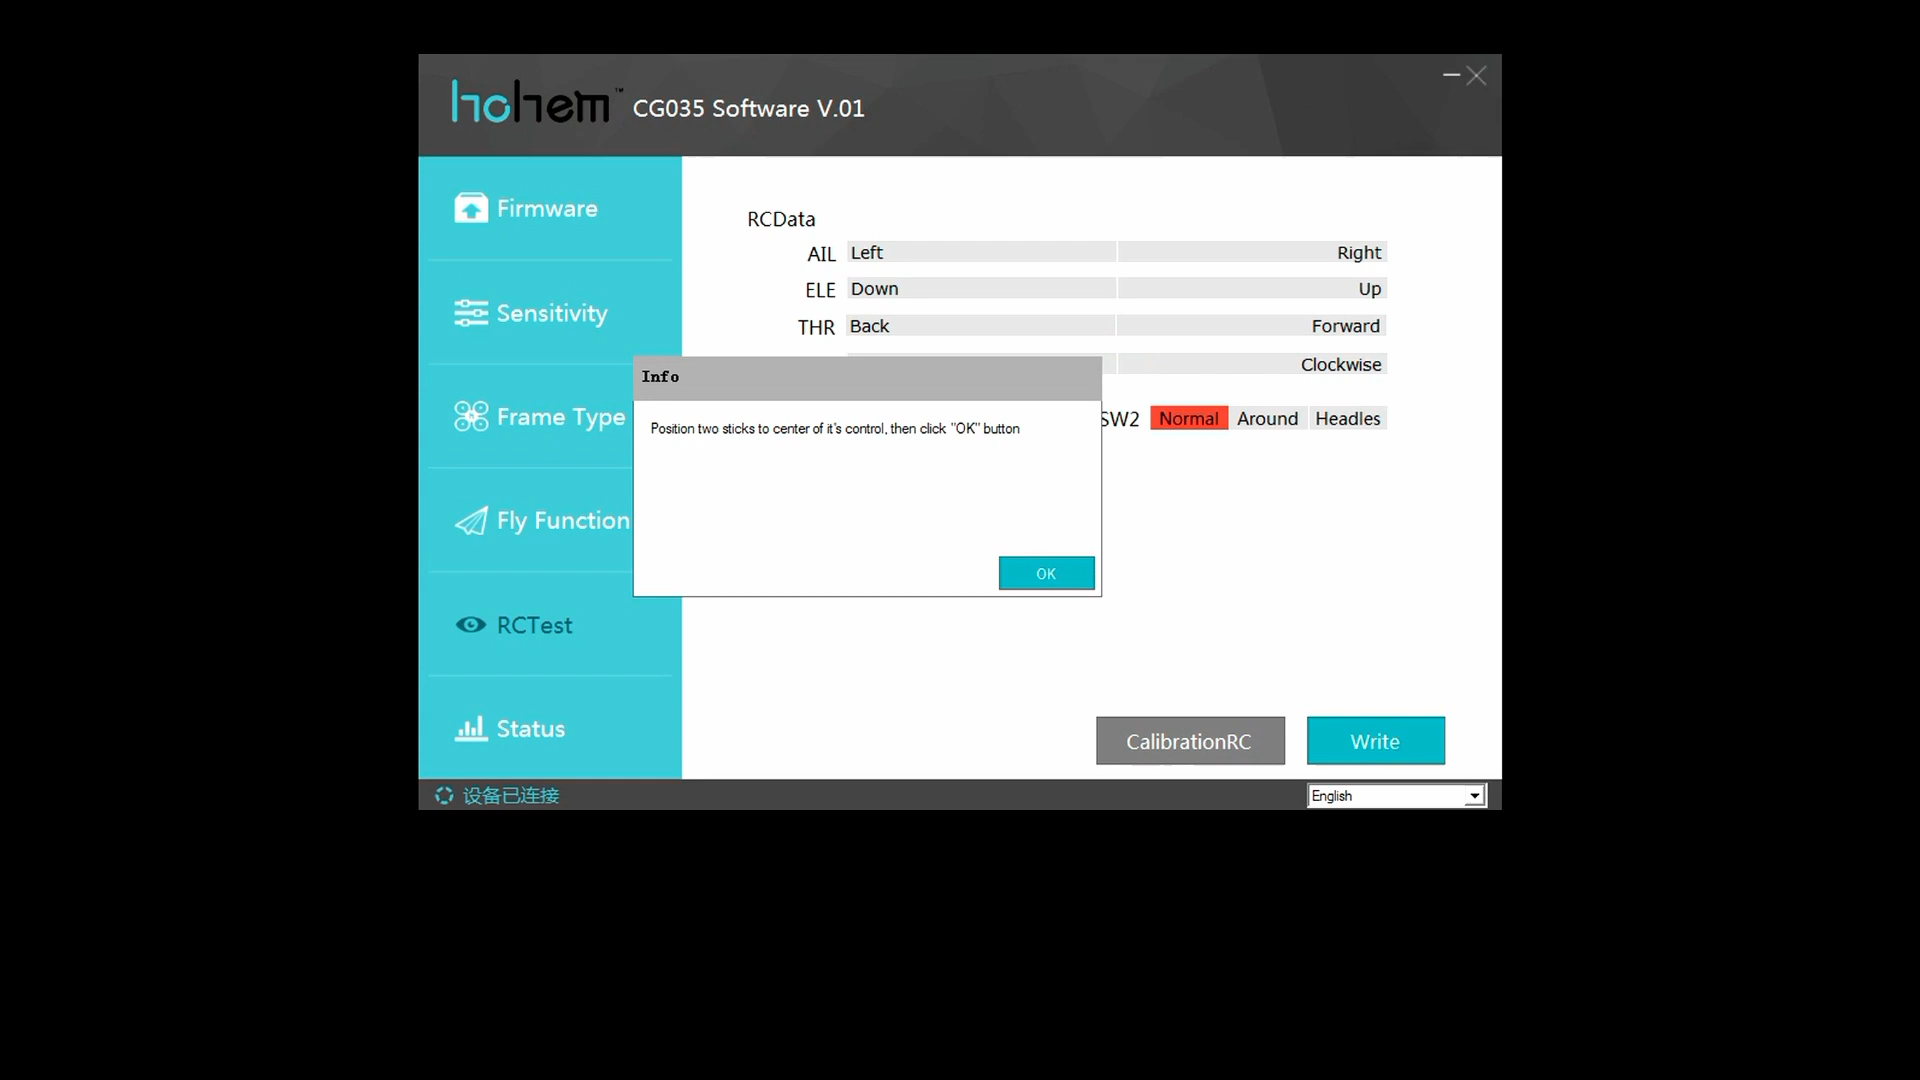 hohem™ CG035 Software V.01
Firmware
Sensitivity
Frame Type
Fly Function
RCTest
Status
RCData
AIL Left Right
ELE Down Up
THR Back Forward
Clockwise
SW2 Normal Around Headles
Info
Position two sticks to center of it's control, then click "OK" button
OK
CalibrationRC Write
设备已连接 English